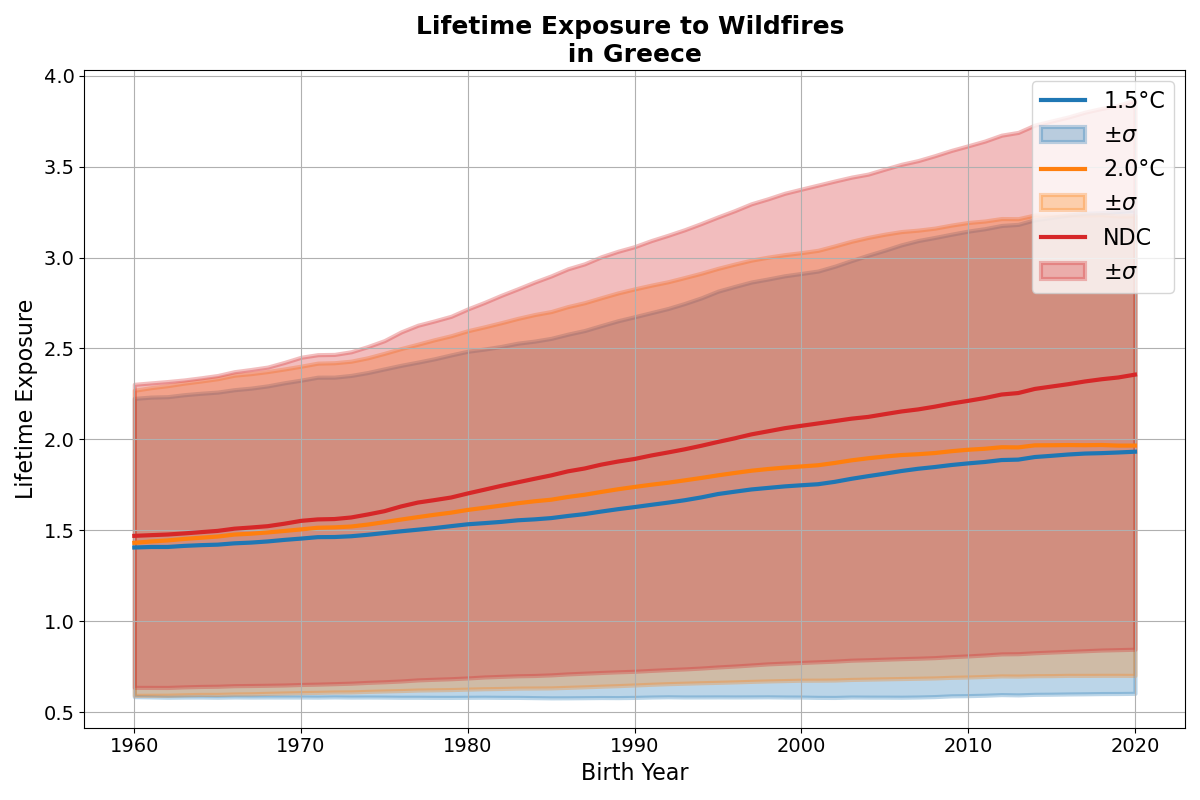 Lifetime Exposure to Wildfires
in Greece
4.0
3.5
3.0
2.5
2.0
1.5
1.0
0.5
Lifetime Exposure
1960
1970
1980
1990
2000
2010
2020
Birth Year
1.5°C
±σ
2.0°C
±σ
NDC
±σ